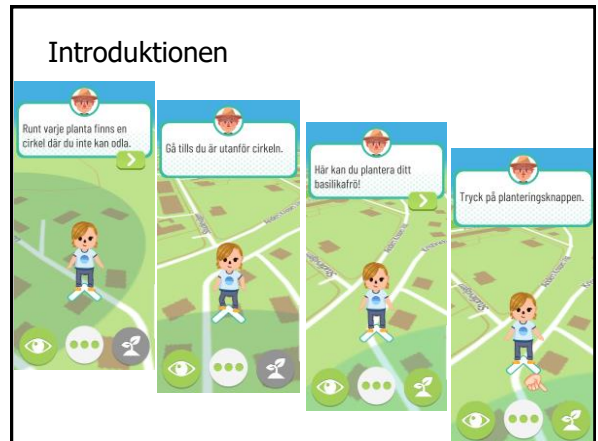 Introduktionen
Runt varje planta finns en
cirkel där du inte kan odla.
Gå tills du är utanför cirkeln.
Här kan du plantera ditt
basilikafrö!
Tryck på planteringsknappen.